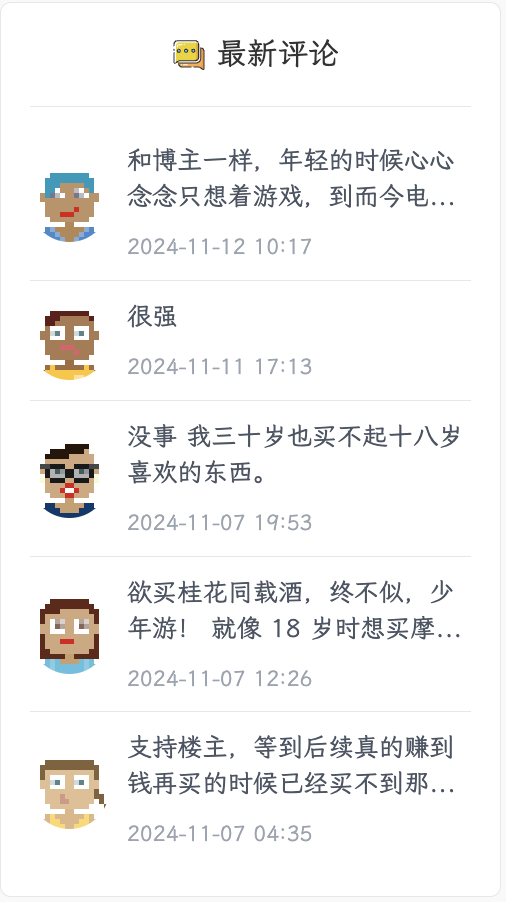 最新评论
和博主一样，年轻的时候心心
念念只想着游戏，到而今电...
2024-11-12 10:17
很强
2024-11-11 17:13
没事 我三十岁也买不起十八岁
喜欢的东西。
2024-11-07 19:53
欲买桂花同载酒，终不似，少
年游！ 就像 18 岁时想买摩...
2024-11-07 12:26
支持楼主，等到后续真的赚到
钱再买的时候已经买不到那...
2024-11-07 04:35